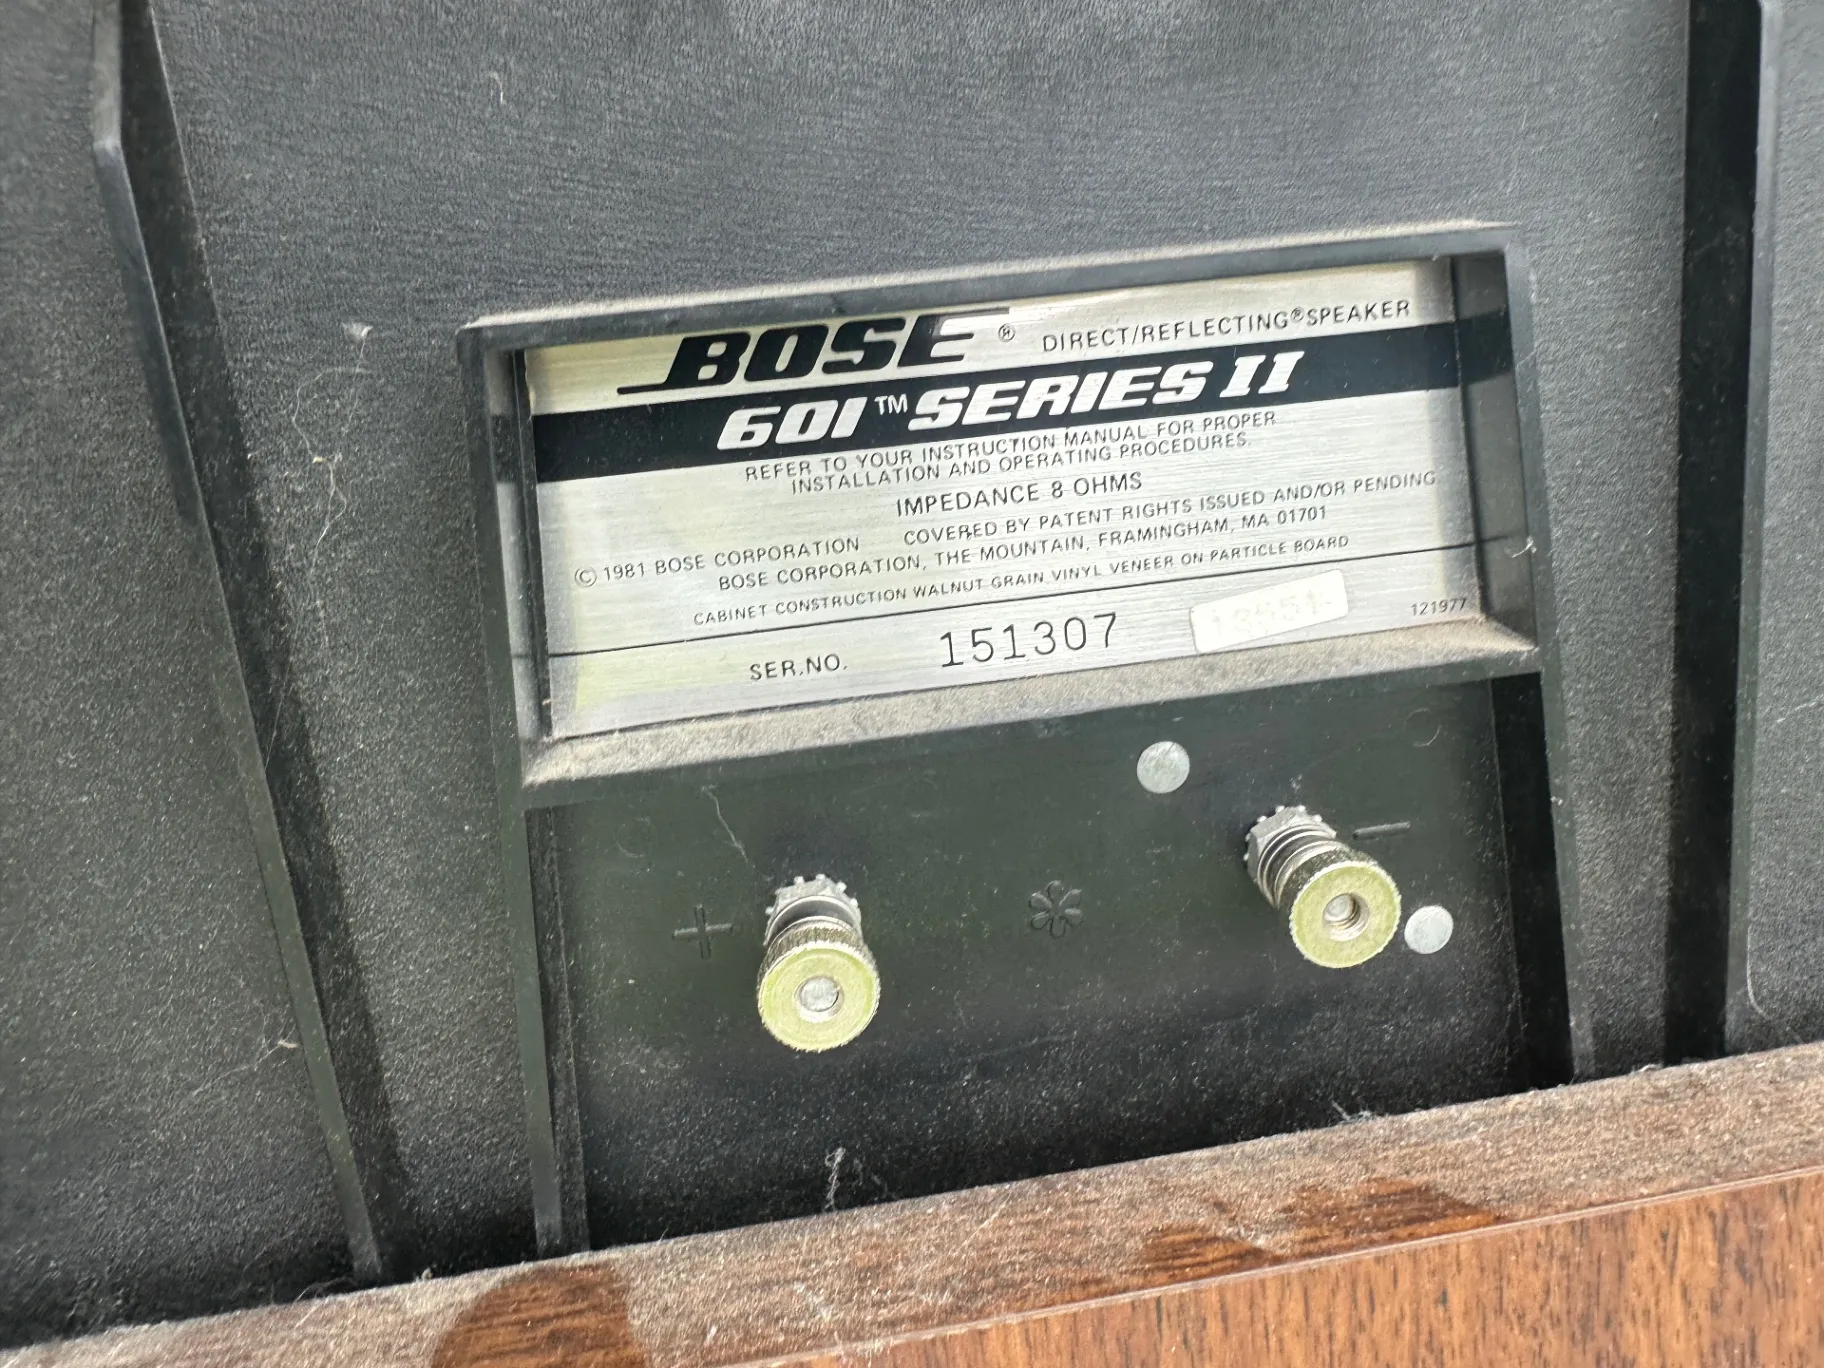 BOSE® DIRECT/REFLECTING® SPEAKER
601™ SERIES II
REFER TO YOUR INSTRUCTION MANUAL FOR PROPER
INSTALLATION AND OPERATING PROCEDURES.
IMPEDANCE 8 OHMS
© 1981 BOSE CORPORATION COVERED BY PATENT RIGHTS ISSUED AND/OR PENDING
BOSE CORPORATION, THE MOUNTAIN, FRAMINGHAM, MA 01701
CABINET CONSTRUCTION WALNUT GRAIN VINYL VENEER ON PARTICLE BOARD
SER.NO. 151307 121977
+ * −